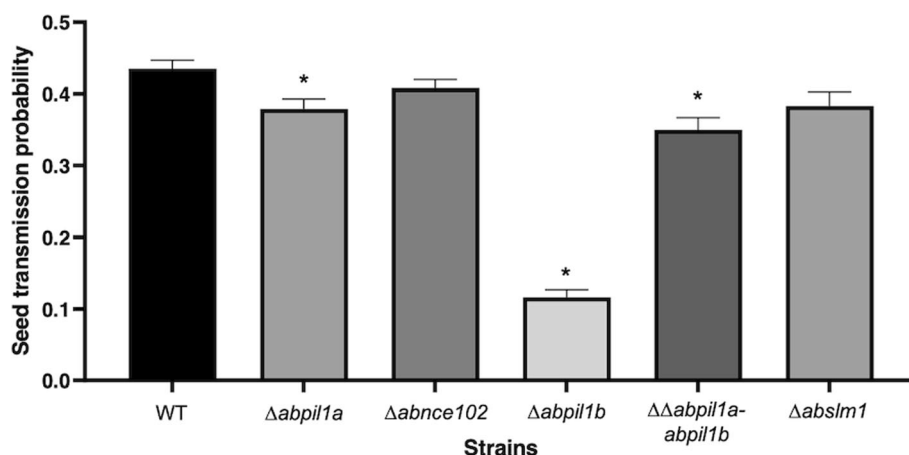 Seed transmission probability
0.5
0.4
0.3
0.2
0.1
0.0
*
*
*
WT
Δabpil1a
Δabnce102
Δabpil1b
ΔΔabpil1a-
abpil1b
Δabslm1
Strains